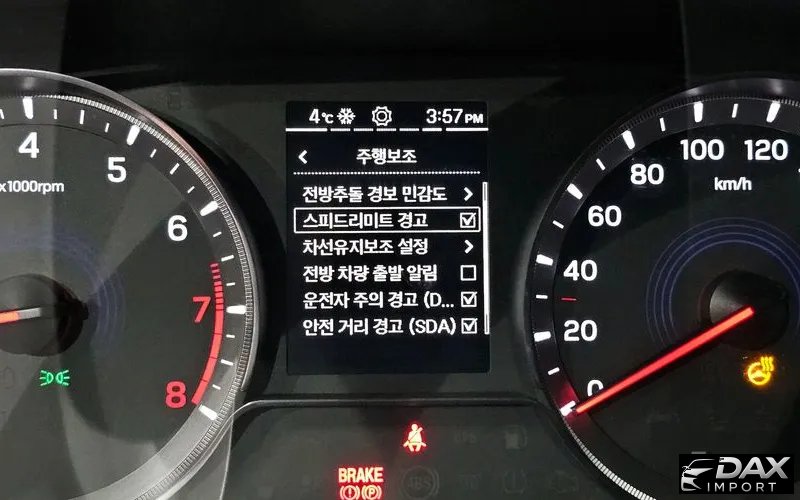 4℃ 3:57PM
주행보조
전방추돌 경보 민감도
스피드리미트 경고
차선유지보조 설정
전방 차량 출발 알림
운전자 주의 경고 (D...
안전 거리 경고 (SDA)
4
5
6
7
8
x1000rpm
0
20
40
60
80
100
120
km/h
BRAKE
(P)
ABS
DAX
IMPORT